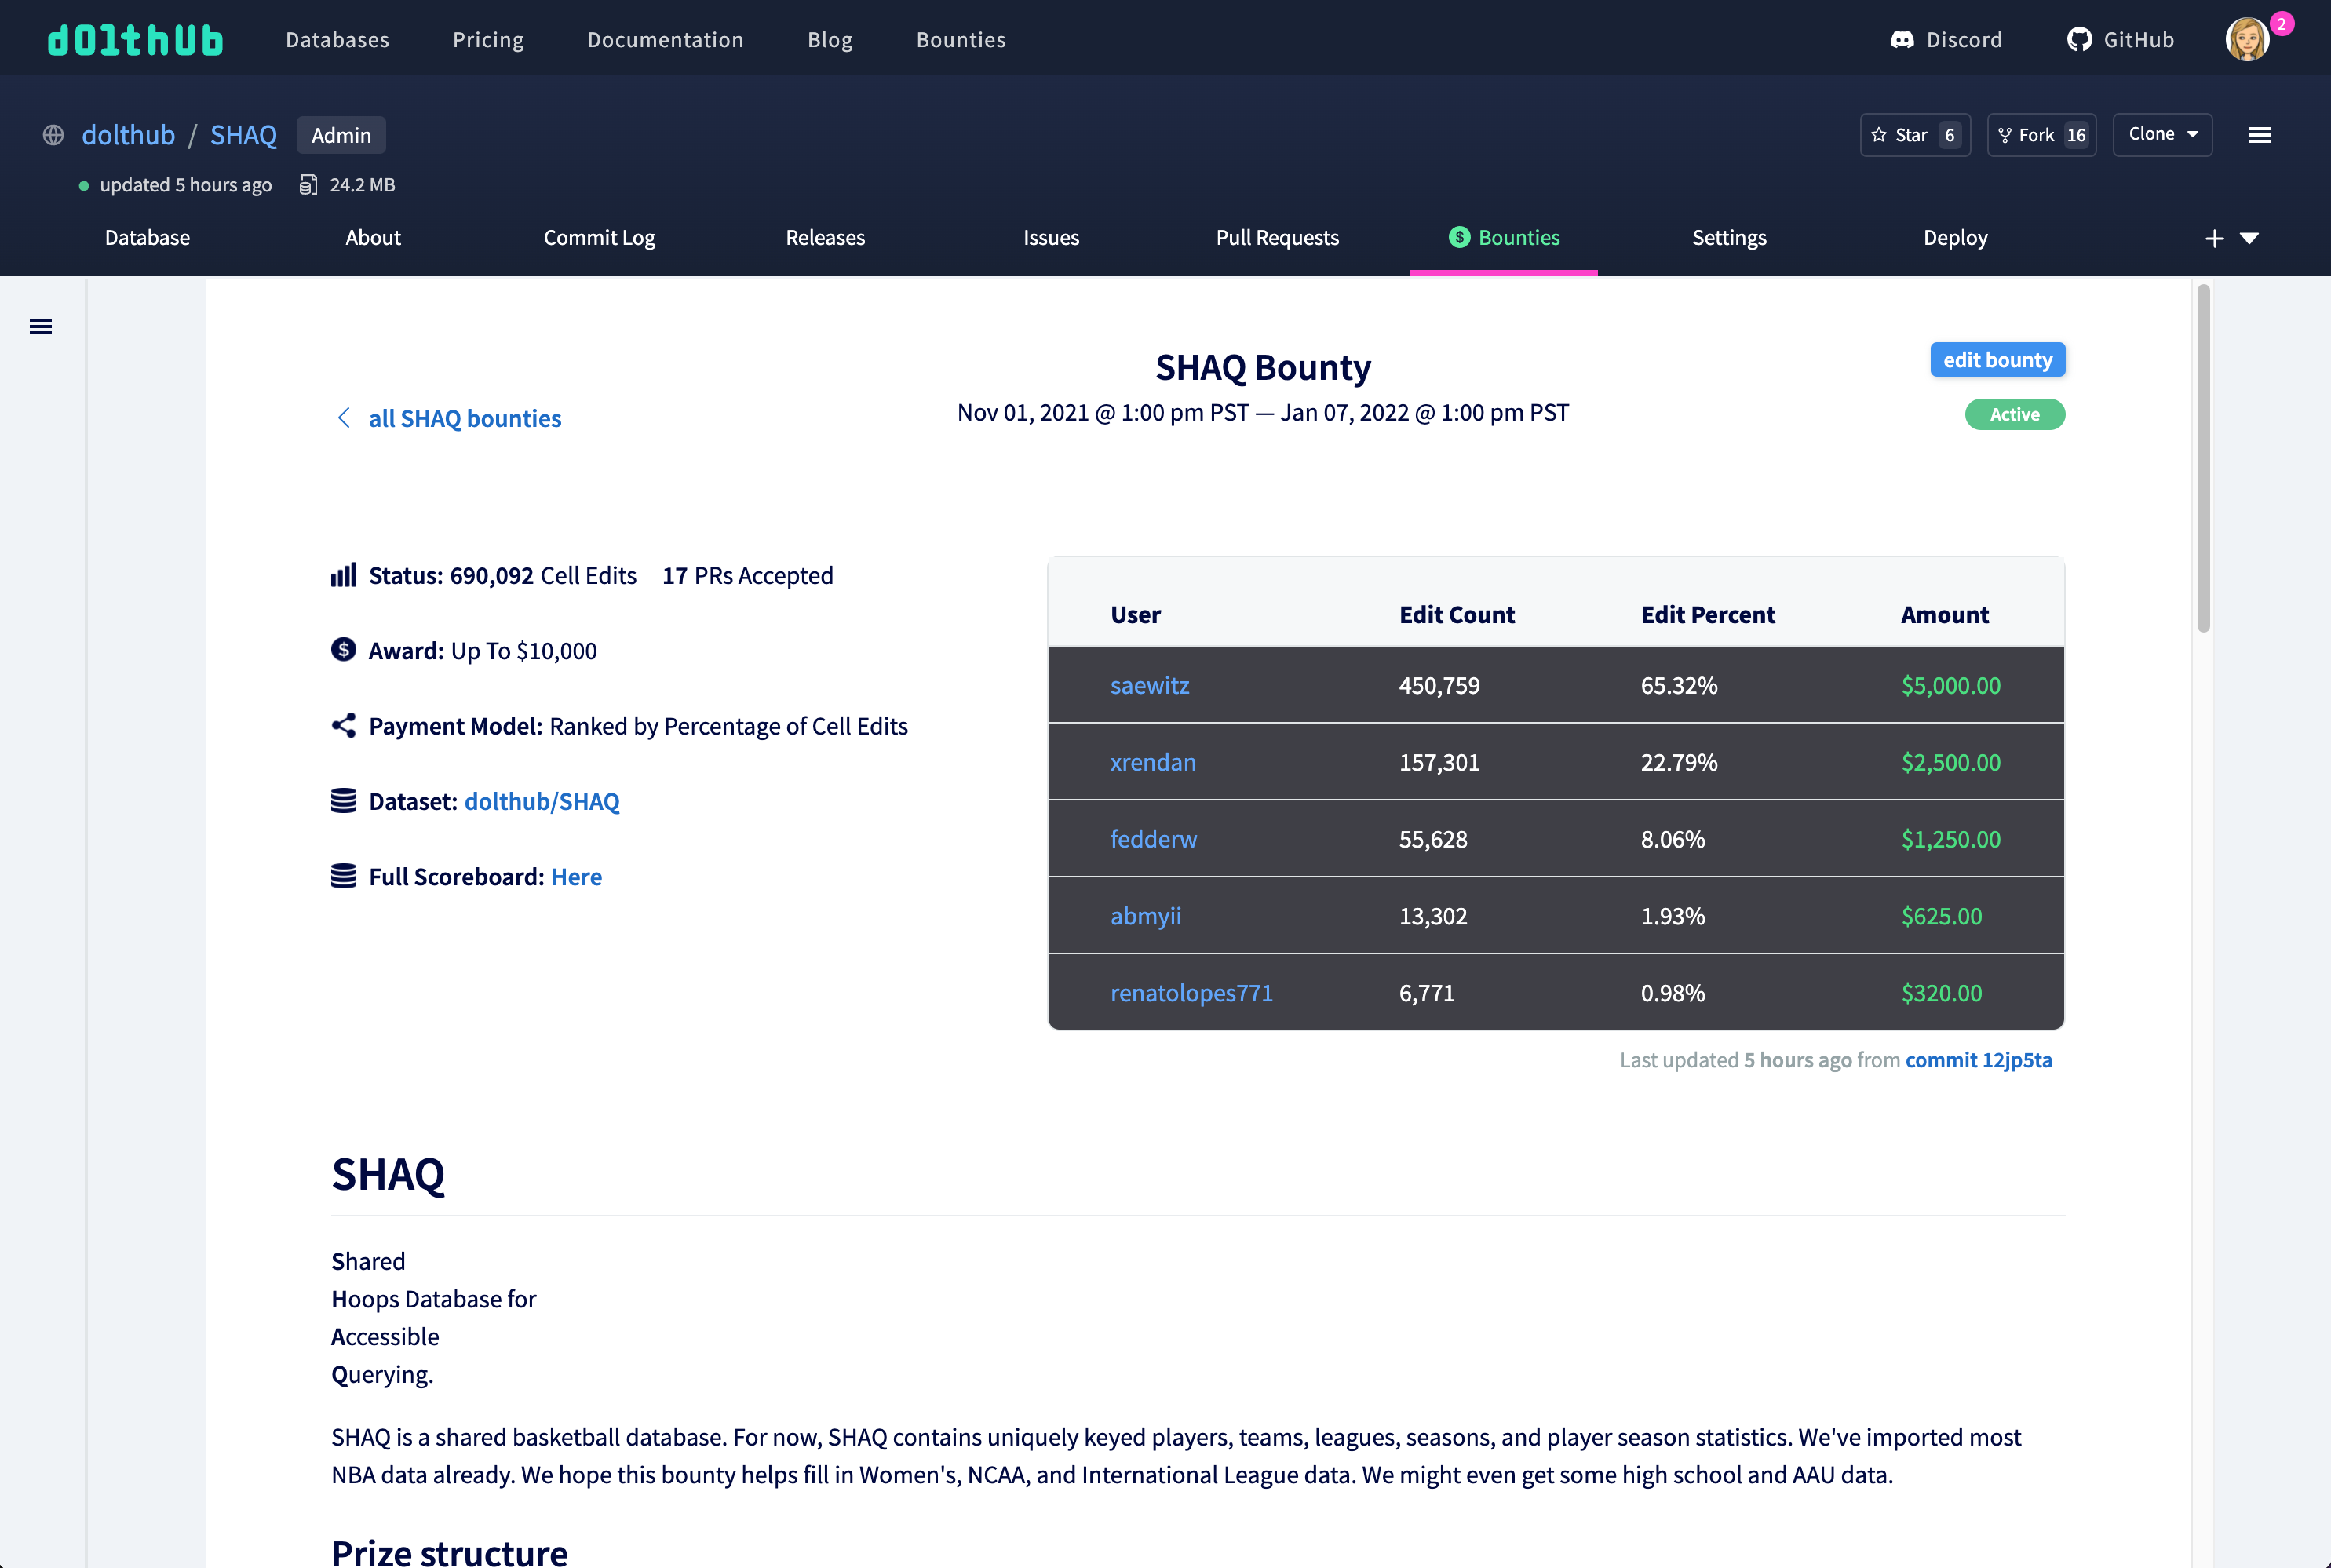 dolthub Databases Pricing Documentation Blog Bounties Discord GitHub 2
dolthub / SHAQ Admin Star 6 Fork 16 Clone
updated 5 hours ago 24.2 MB
Database About Commit Log Releases Issues Pull Requests $ Bounties Settings Deploy
SHAQ Bounty
edit bounty
Nov 01, 2021 @ 1:00 pm PST — Jan 07, 2022 @ 1:00 pm PST
Active
all SHAQ bounties
Status: 690,092 Cell Edits 17 PRs Accepted
Award: Up To $10,000
Payment Model: Ranked by Percentage of Cell Edits
Dataset: dolthub/SHAQ
Full Scoreboard: Here
User Edit Count Edit Percent Amount
saewitz 450,759 65.32% $5,000.00
xrendan 157,301 22.79% $2,500.00
fedderw 55,628 8.06% $1,250.00
abmyii 13,302 1.93% $625.00
renatolopes771 6,771 0.98% $320.00
Last updated 5 hours ago from commit 12jp5ta
SHAQ
Shared
Hoops Database for
Accessible
Querying.
SHAQ is a shared basketball database. For now, SHAQ contains uniquely keyed players, teams, leagues, seasons, and player season statistics. We've imported most
NBA data already. We hope this bounty helps fill in Women's, NCAA, and International League data. We might even get some high school and AAU data.
Prize structure